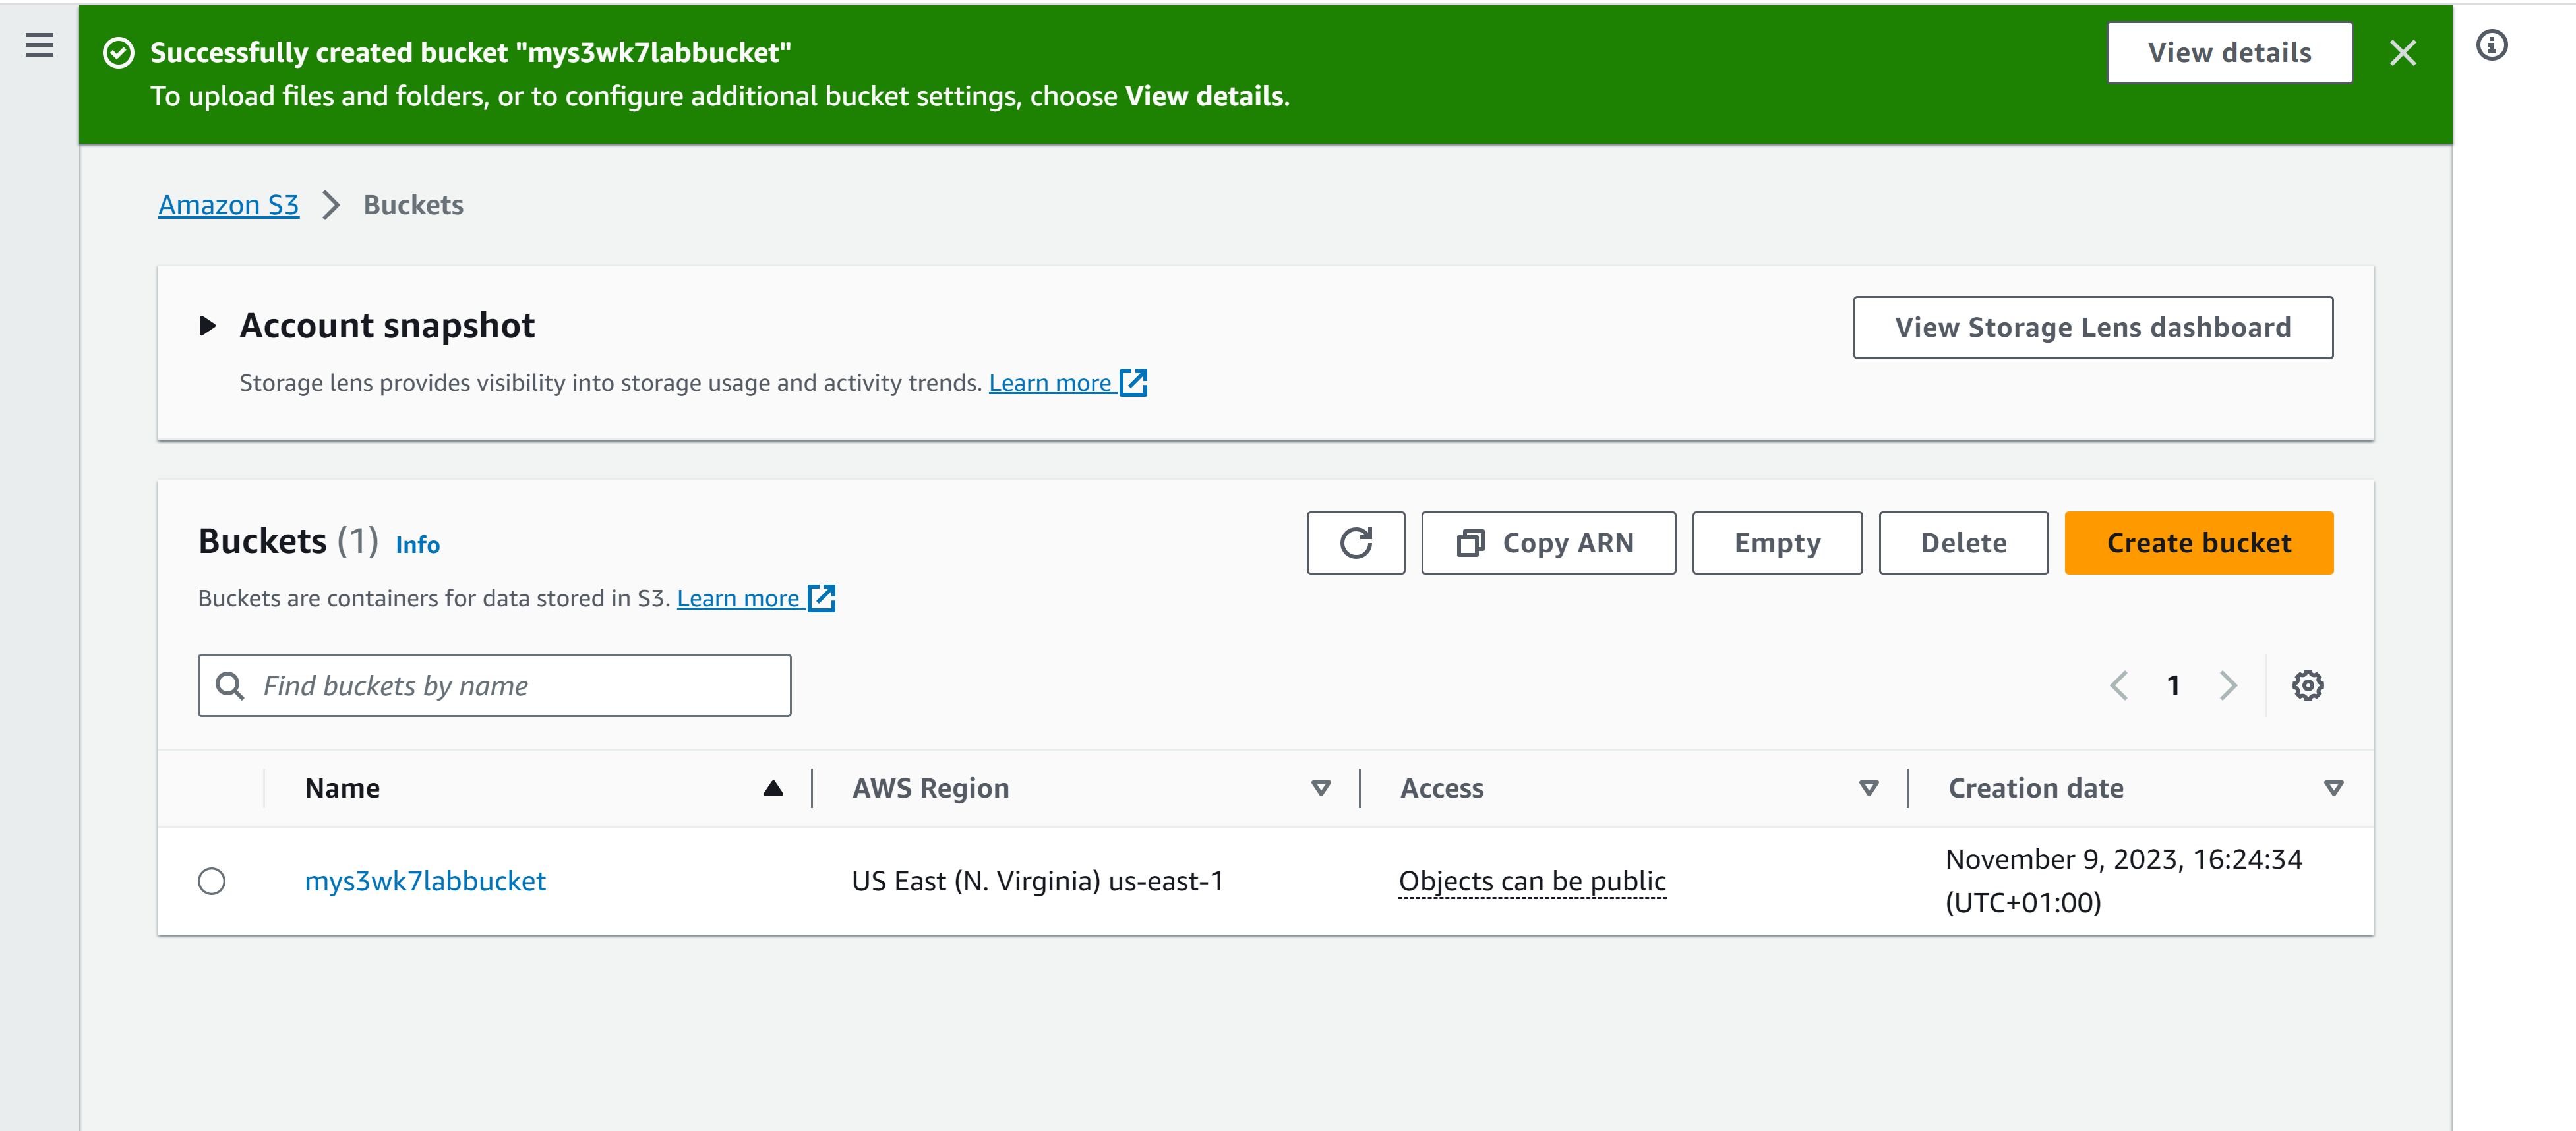 Successfully created bucket "mys3wk7labbucket"
View details
To upload files and folders, or to configure additional bucket settings, choose View details.
Amazon S3 > Buckets
Account snapshot
View Storage Lens dashboard
Storage lens provides visibility into storage usage and activity trends. Learn more
Buckets (1) Info
Copy ARN
Empty
Delete
Create bucket
Buckets are containers for data stored in S3. Learn more
Find buckets by name
1
Name
AWS Region
Access
Creation date
mys3wk7labbucket
US East (N. Virginia) us-east-1
Objects can be public
November 9, 2023, 16:24:34
(UTC+01:00)